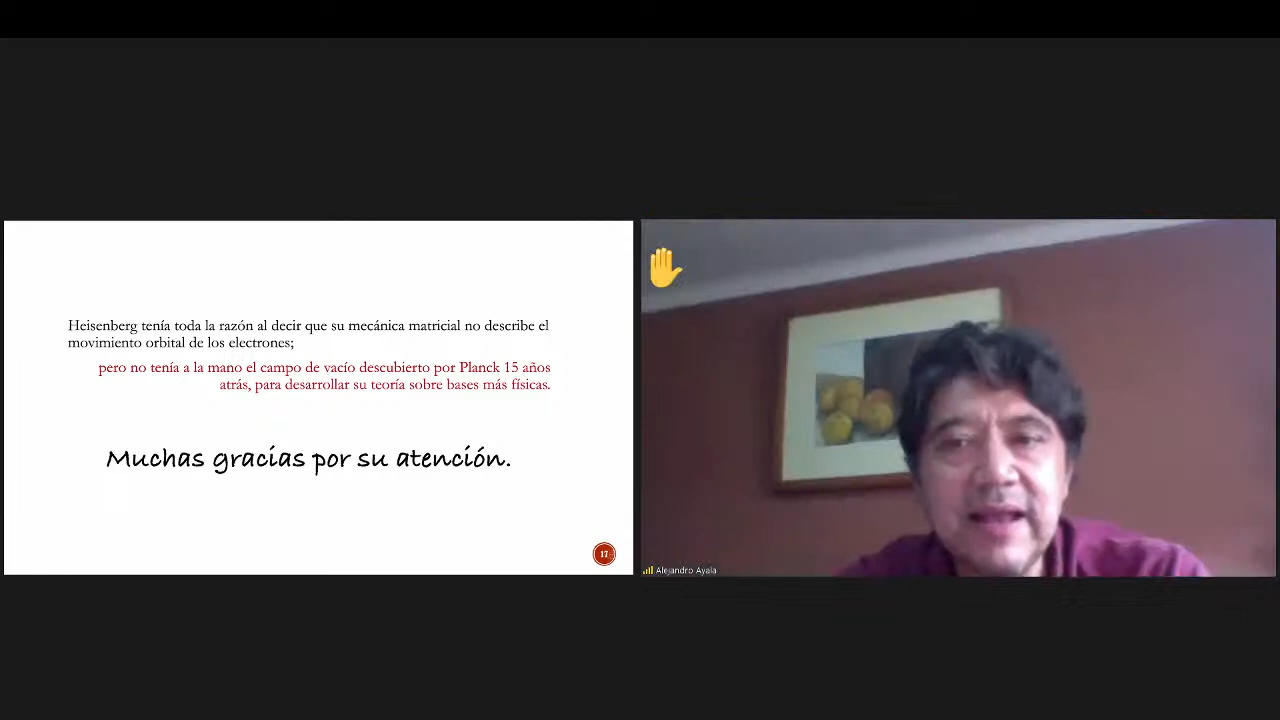 Heisenberg tenía toda la razón al decir que su mecánica matricial no describe el
movimiento orbital de los electrones;
pero no tenía a la mano el campo de vacío descubierto por Planck 15 años
atrás, para desarrollar su teoría sobre bases más físicas.
Muchas gracias por su atención.
17
Alejandro Ayala